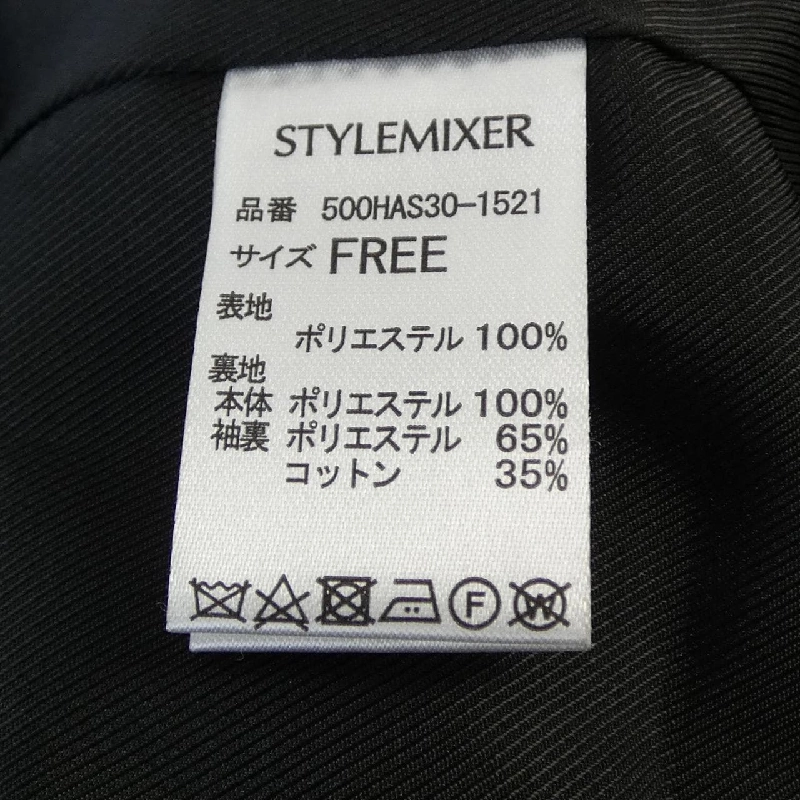 STYLEMIXER
品番 500HAS30-1521
サイズ FREE
表地
ポリエステル 100%
裏地
本体 ポリエステル 100%
袖裏 ポリエステル 65%
コットン 35%
F W